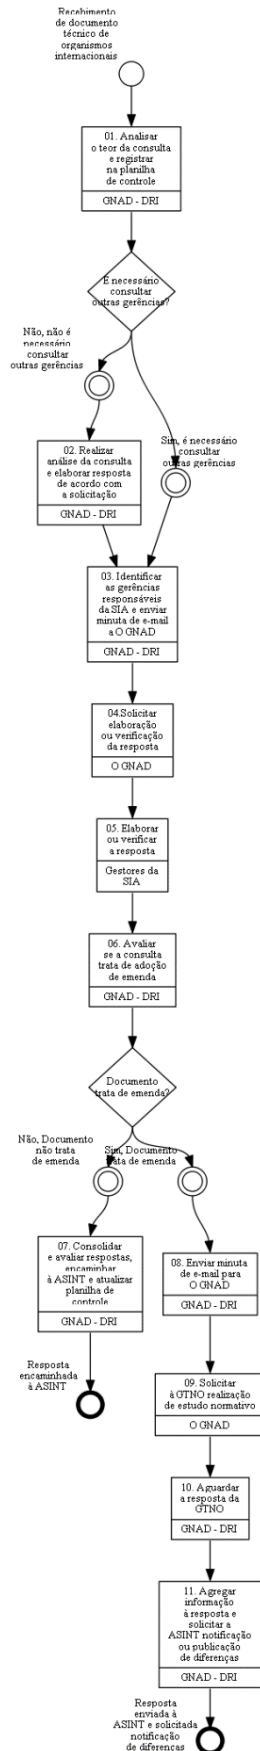 Recebimento
de documento
técnico de
organismos
internacionais
01. Analisar
o teor da consulta
e registrar
na planilha
de controle
GNAD - DRI
É necessário
consultar
outras gerências?
Não, não é
necessário
consultar
outras gerências
Sim, é necessário
consultar
outras gerências
02. Realizar
análise da consulta
e elaborar resposta
de acordo com
a solicitação
GNAD - DRI
03. Identificar
as gerências
responsáveis
da SIA e enviar
minuta de e-mail
a O GNAD
GNAD - DRI
04.Solicitar
elaboração
ou verificação
da resposta
O GNAD
05. Elaborar
ou verificar
a resposta
Gestores da
SIA
06. Avaliar
se a consulta
trata de adoção
de emenda
GNAD - DRI
Documento
trata de emenda?
Não, Documento
não trata
de emenda
Sim, Documento
trata de emenda
07. Consolidar
e avaliar respostas,
encaminhar
à ASINT e atualizar
planilha de
controle
GNAD - DRI
08. Enviar minuta
de e-mail para
O GNAD
GNAD - DRI
Resposta
encaminhada
à ASINT
09. Solicitar
à GTNO realização
de estudo normativo
O GNAD
10. Aguardar
a resposta da
GTNO
GNAD - DRI
11. Agregar
informação
à resposta e
solicitar a
ASINT notificação
ou publicação
de diferenças
GNAD - DRI
Resposta
enviada à
ASINT e solicitada
notificação
de diferenças